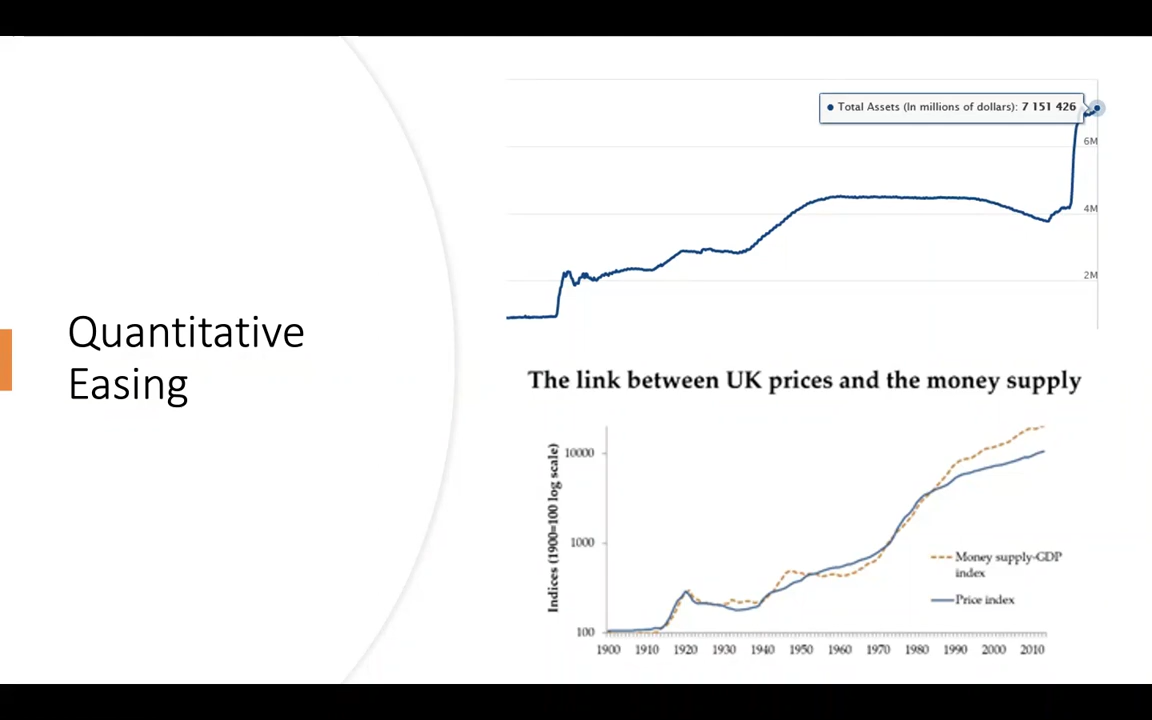 Quantitative
Easing
Total Assets (In millions of dollars): 7 151 426
6M
4M
2M
The link between UK prices and the money supply
Indices (1900=100 log scale)
10000
1000
100
Money supply-GDP
index
Price index
1900 1910 1920 1930 1940 1950 1960 1970 1980 1990 2000 2010